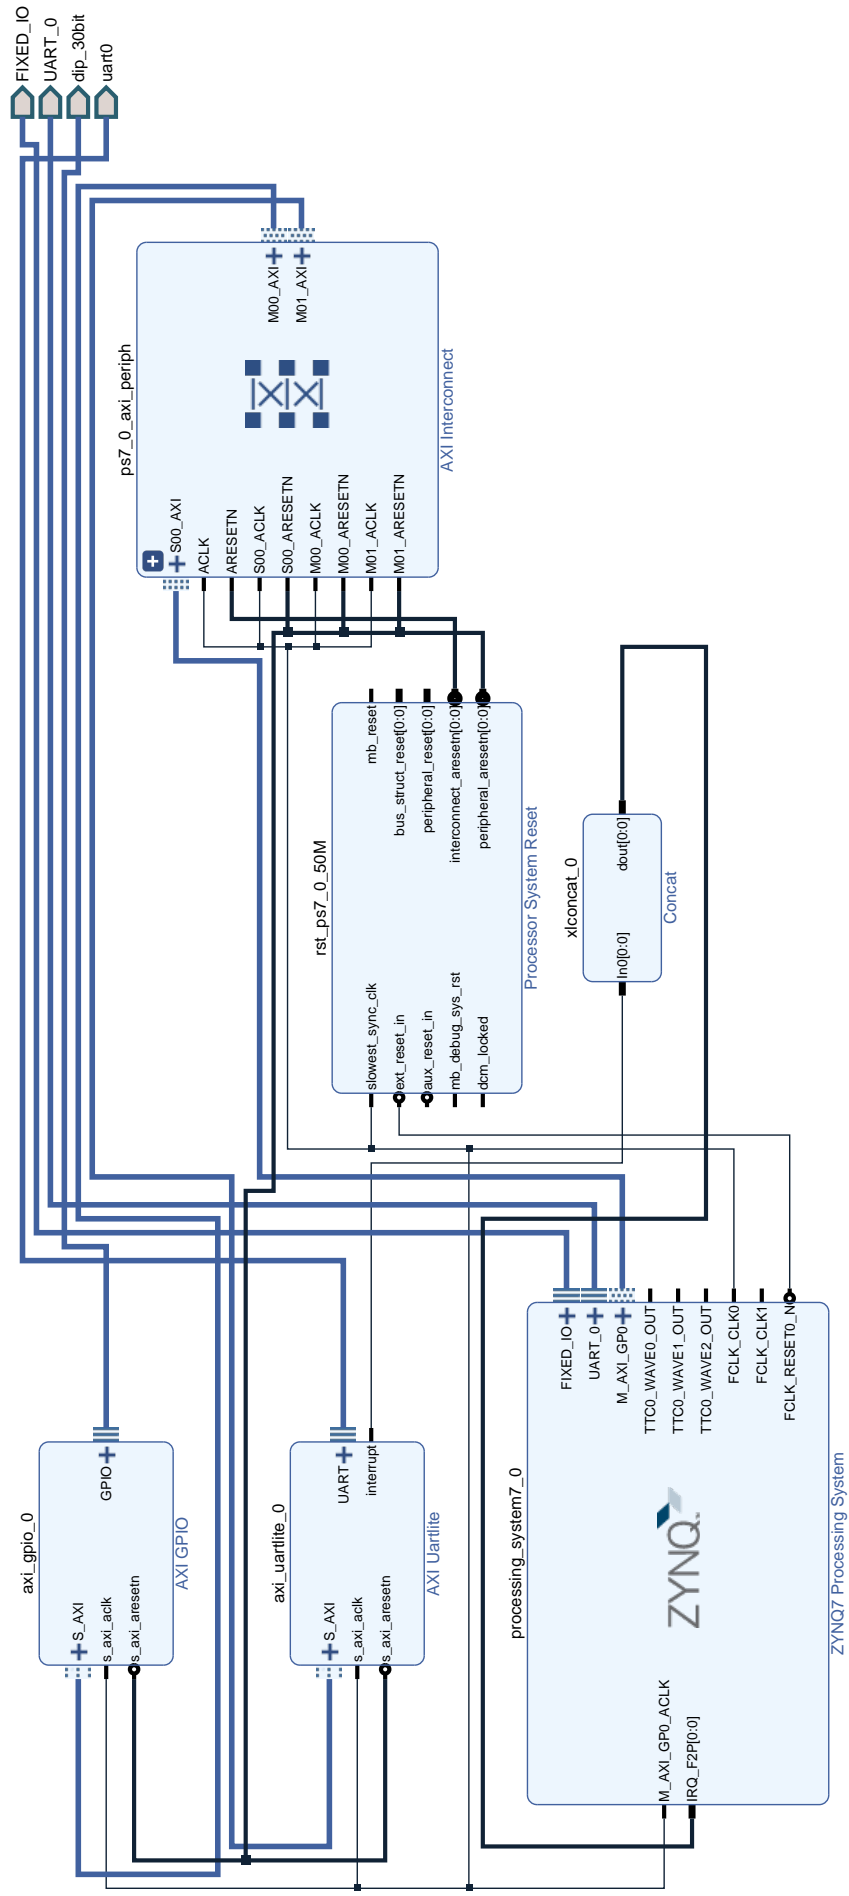 FIXED_IO
UART_0
dip_30bit
uart0
ps7_0_axi_periph
S00_AXI
ACLK
ARESETN
S00_ACLK
S00_ARESETN
M00_ACLK
M00_ARESETN
M01_ACLK
M01_ARESETN
M00_AXI
M01_AXI
AXI Interconnect
rst_ps7_0_50M
slowest_sync_clk
ext_reset_in
aux_reset_in
mb_debug_sys_rst
dcm_locked
mb_reset
bus_struct_reset[0:0]
peripheral_reset[0:0]
interconnect_aresetn[0:0]
peripheral_aresetn[0:0]
Processor System Reset
xlconcat_0
In0[0:0]
dout[0:0]
Concat
axi_gpio_0
S_AXI
s_axi_aclk
s_axi_aresetn
GPIO
AXI GPIO
axi_uartlite_0
S_AXI
s_axi_aclk
s_axi_aresetn
UART
interrupt
AXI Uartlite
processing_system7_0
M_AXI_GP0_ACLK
IRQ_F2P[0:0]
ZYNQ
FIXED_IO
UART_0
M_AXI_GP0
TTC0_WAVE0_OUT
TTC0_WAVE1_OUT
TTC0_WAVE2_OUT
FCLK_CLK0
FCLK_CLK1
FCLK_RESET0_N
ZYNQ7 Processing System